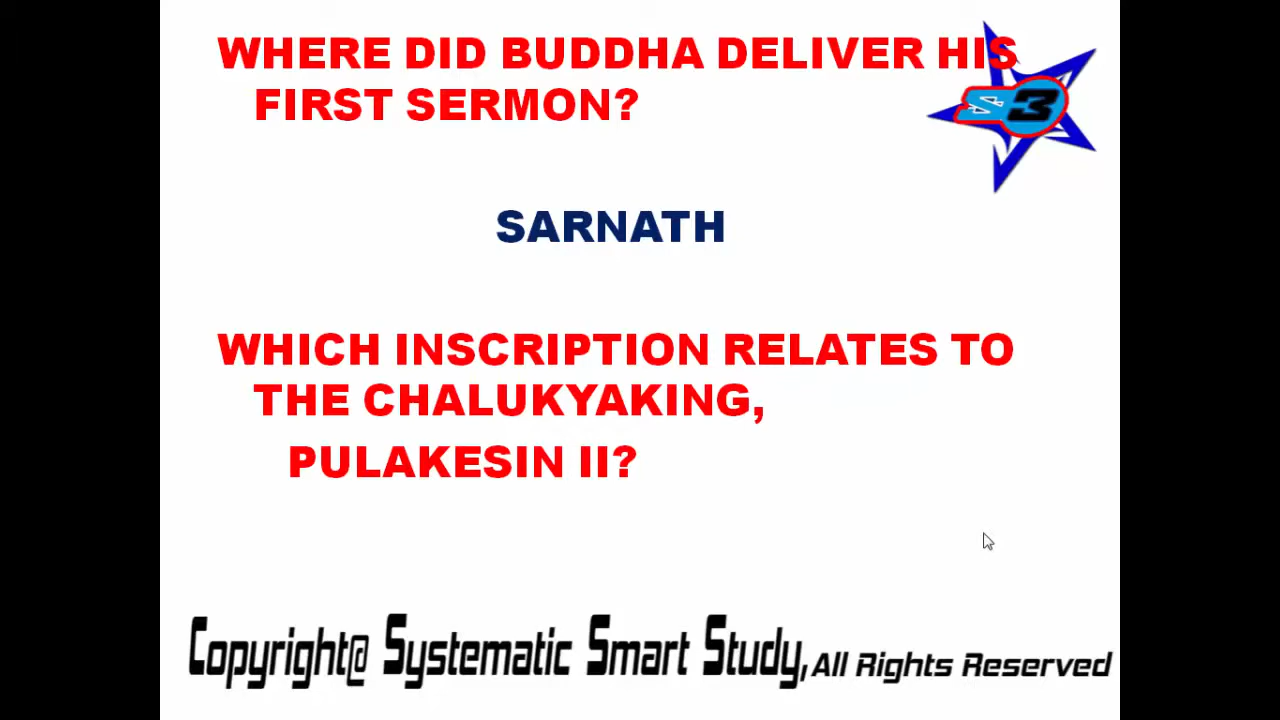 WHERE DID BUDDHA DELIVER HIS
FIRST SERMON?
S3
SARNATH
WHICH INSCRIPTION RELATES TO
THE CHALUKYAKING,
PULAKESIN II?
Copyright@ Systematic Smart Study, All Rights Reserved